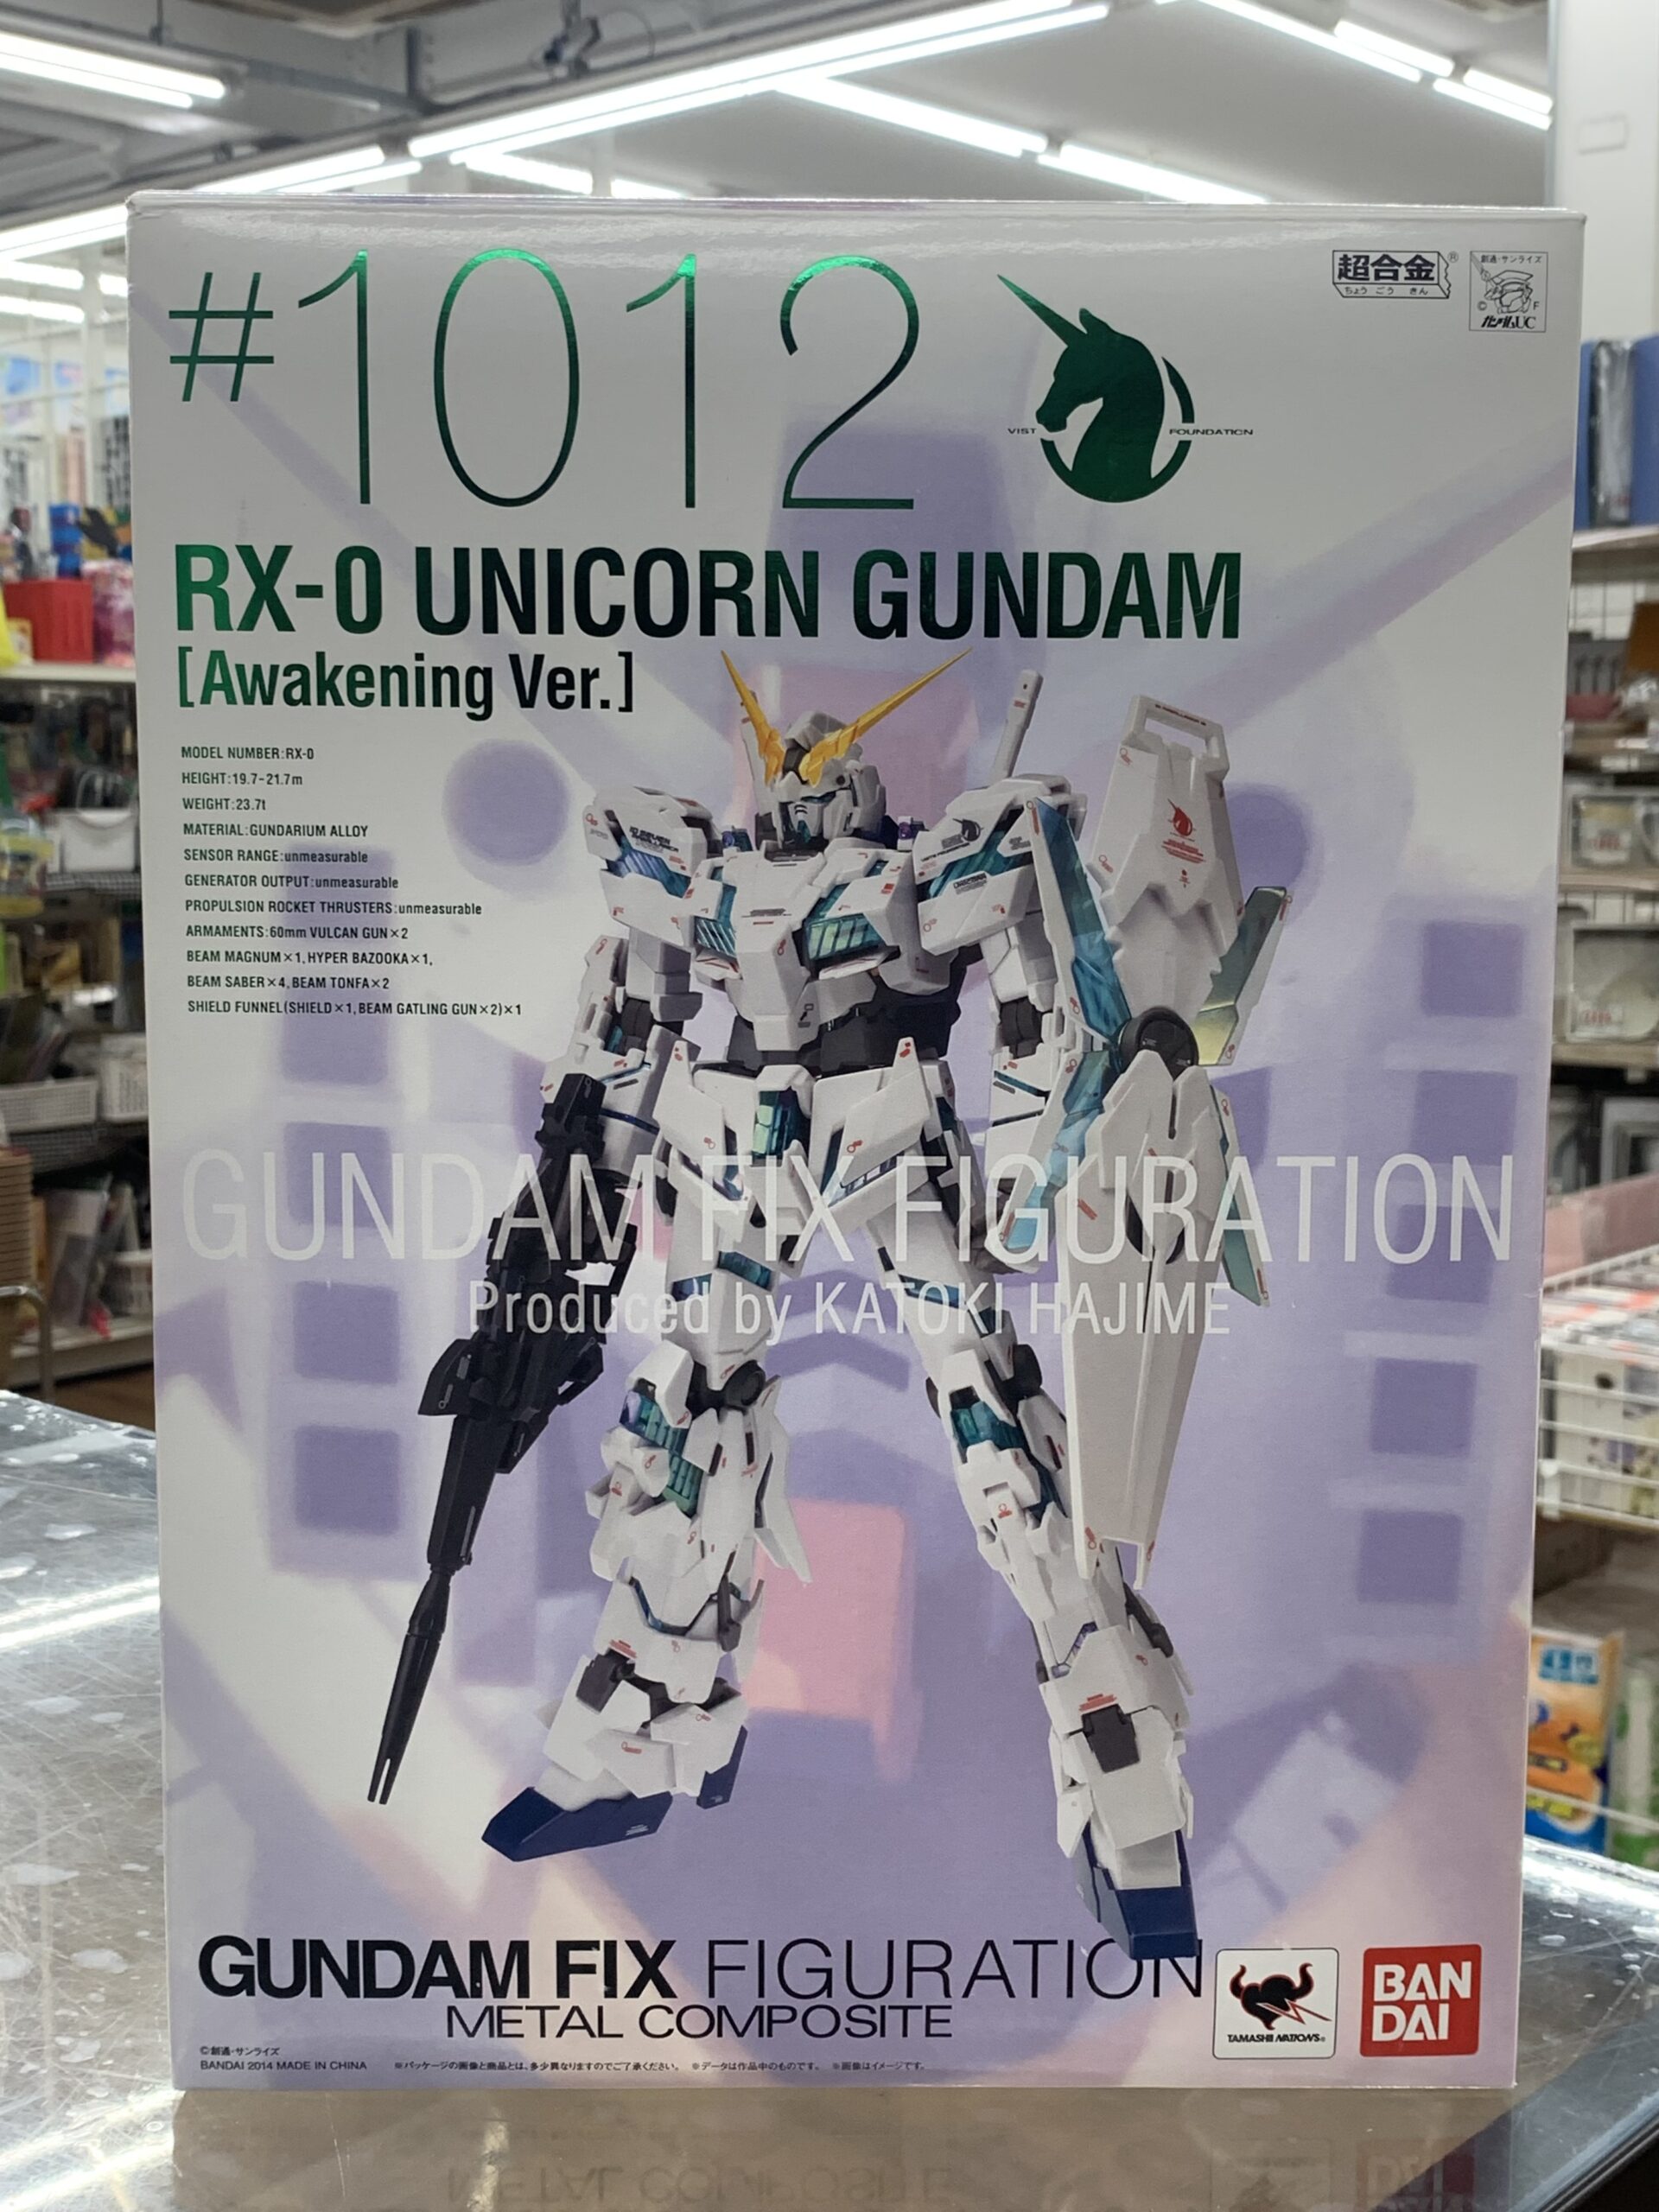 #1012
VIST FOUNDATION
超合金®
ちょうごうきん
創通・サンライズ
ガンダムUC
RX-0 UNICORN GUNDAM
[Awakening Ver.]
MODEL NUMBER:RX-0
HEIGHT:19.7-21.7m
WEIGHT:23.7t
MATERIAL:GUNDARIUM ALLOY
SENSOR RANGE:unmeasurable
GENERATOR OUTPUT:unmeasurable
PROPULSION ROCKET THRUSTERS:unmeasurable
ARMAMENTS:60mm VULCAN GUN×2
BEAM MAGNUM×1,HYPER BAZOOKA×1,
BEAM SABER×4,BEAM TONFA×2
SHIELD FUNNEL(SHIELD×1,BEAM GATLING GUN×2)×1
GUNDAM FIX FIGURATION
Produced by KATOKI HAJIME
GUNDAM FIX FIGURATION
METAL COMPOSITE
TAMASHII NATIONS
BAN
DAI
©創通・サンライズ
BANDAI 2014 MADE IN CHINA ※パッケージの画像と商品とは、多少異なりますのでご了承ください。 ※データは作品中のものです。 ※画像はイメージです。